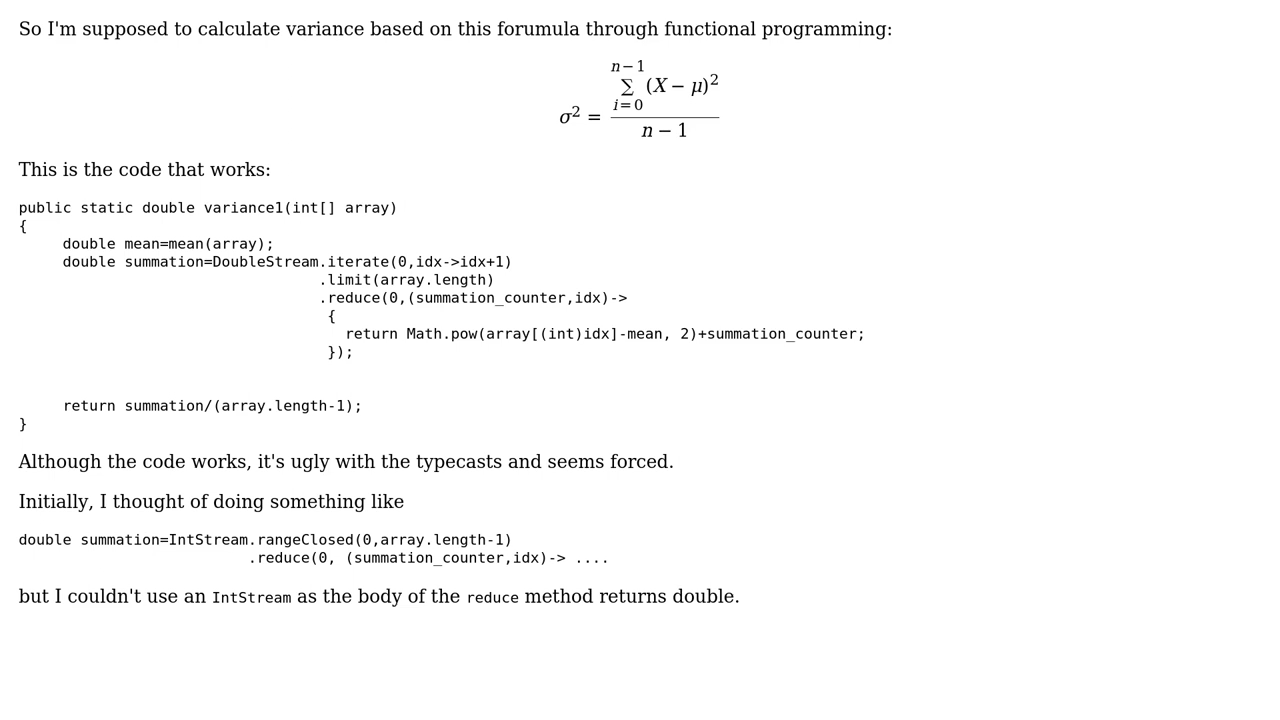 So I'm supposed to calculate variance based on this forumula through functional programming:
σ² = n−1 ∑ i=0 (X − μ)² / n − 1
This is the code that works:
public static double variance1(int[] array)
{
     double mean=mean(array);
     double summation=DoubleStream.iterate(0,idx->idx+1)
                                  .limit(array.length)
                                  .reduce(0,(summation_counter,idx)->
                                   {
                                     return Math.pow(array[(int)idx]-mean, 2)+summation_counter;
                                   });
     return summation/(array.length-1);
}
Although the code works, it's ugly with the typecasts and seems forced.
Initially, I thought of doing something like
double summation=IntStream.rangeClosed(0,array.length-1)
                          .reduce(0, (summation_counter,idx)-> ....
but I couldn't use an IntStream as the body of the reduce method returns double.